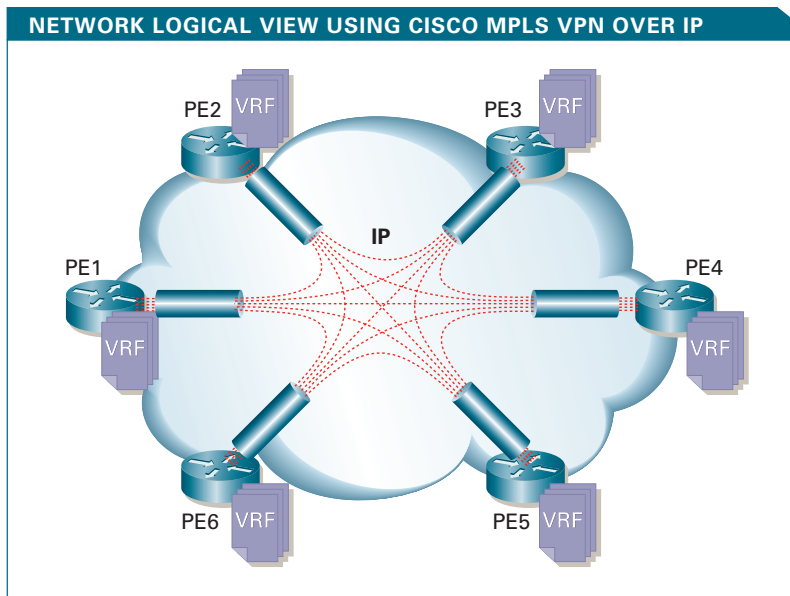 NETWORK LOGICAL VIEW USING CISCO MPLS VPN OVER IP
PE2
VRF
PE3
VRF
IP
PE1
VRF
PE4
VRF
PE6
VRF
PE5
VRF